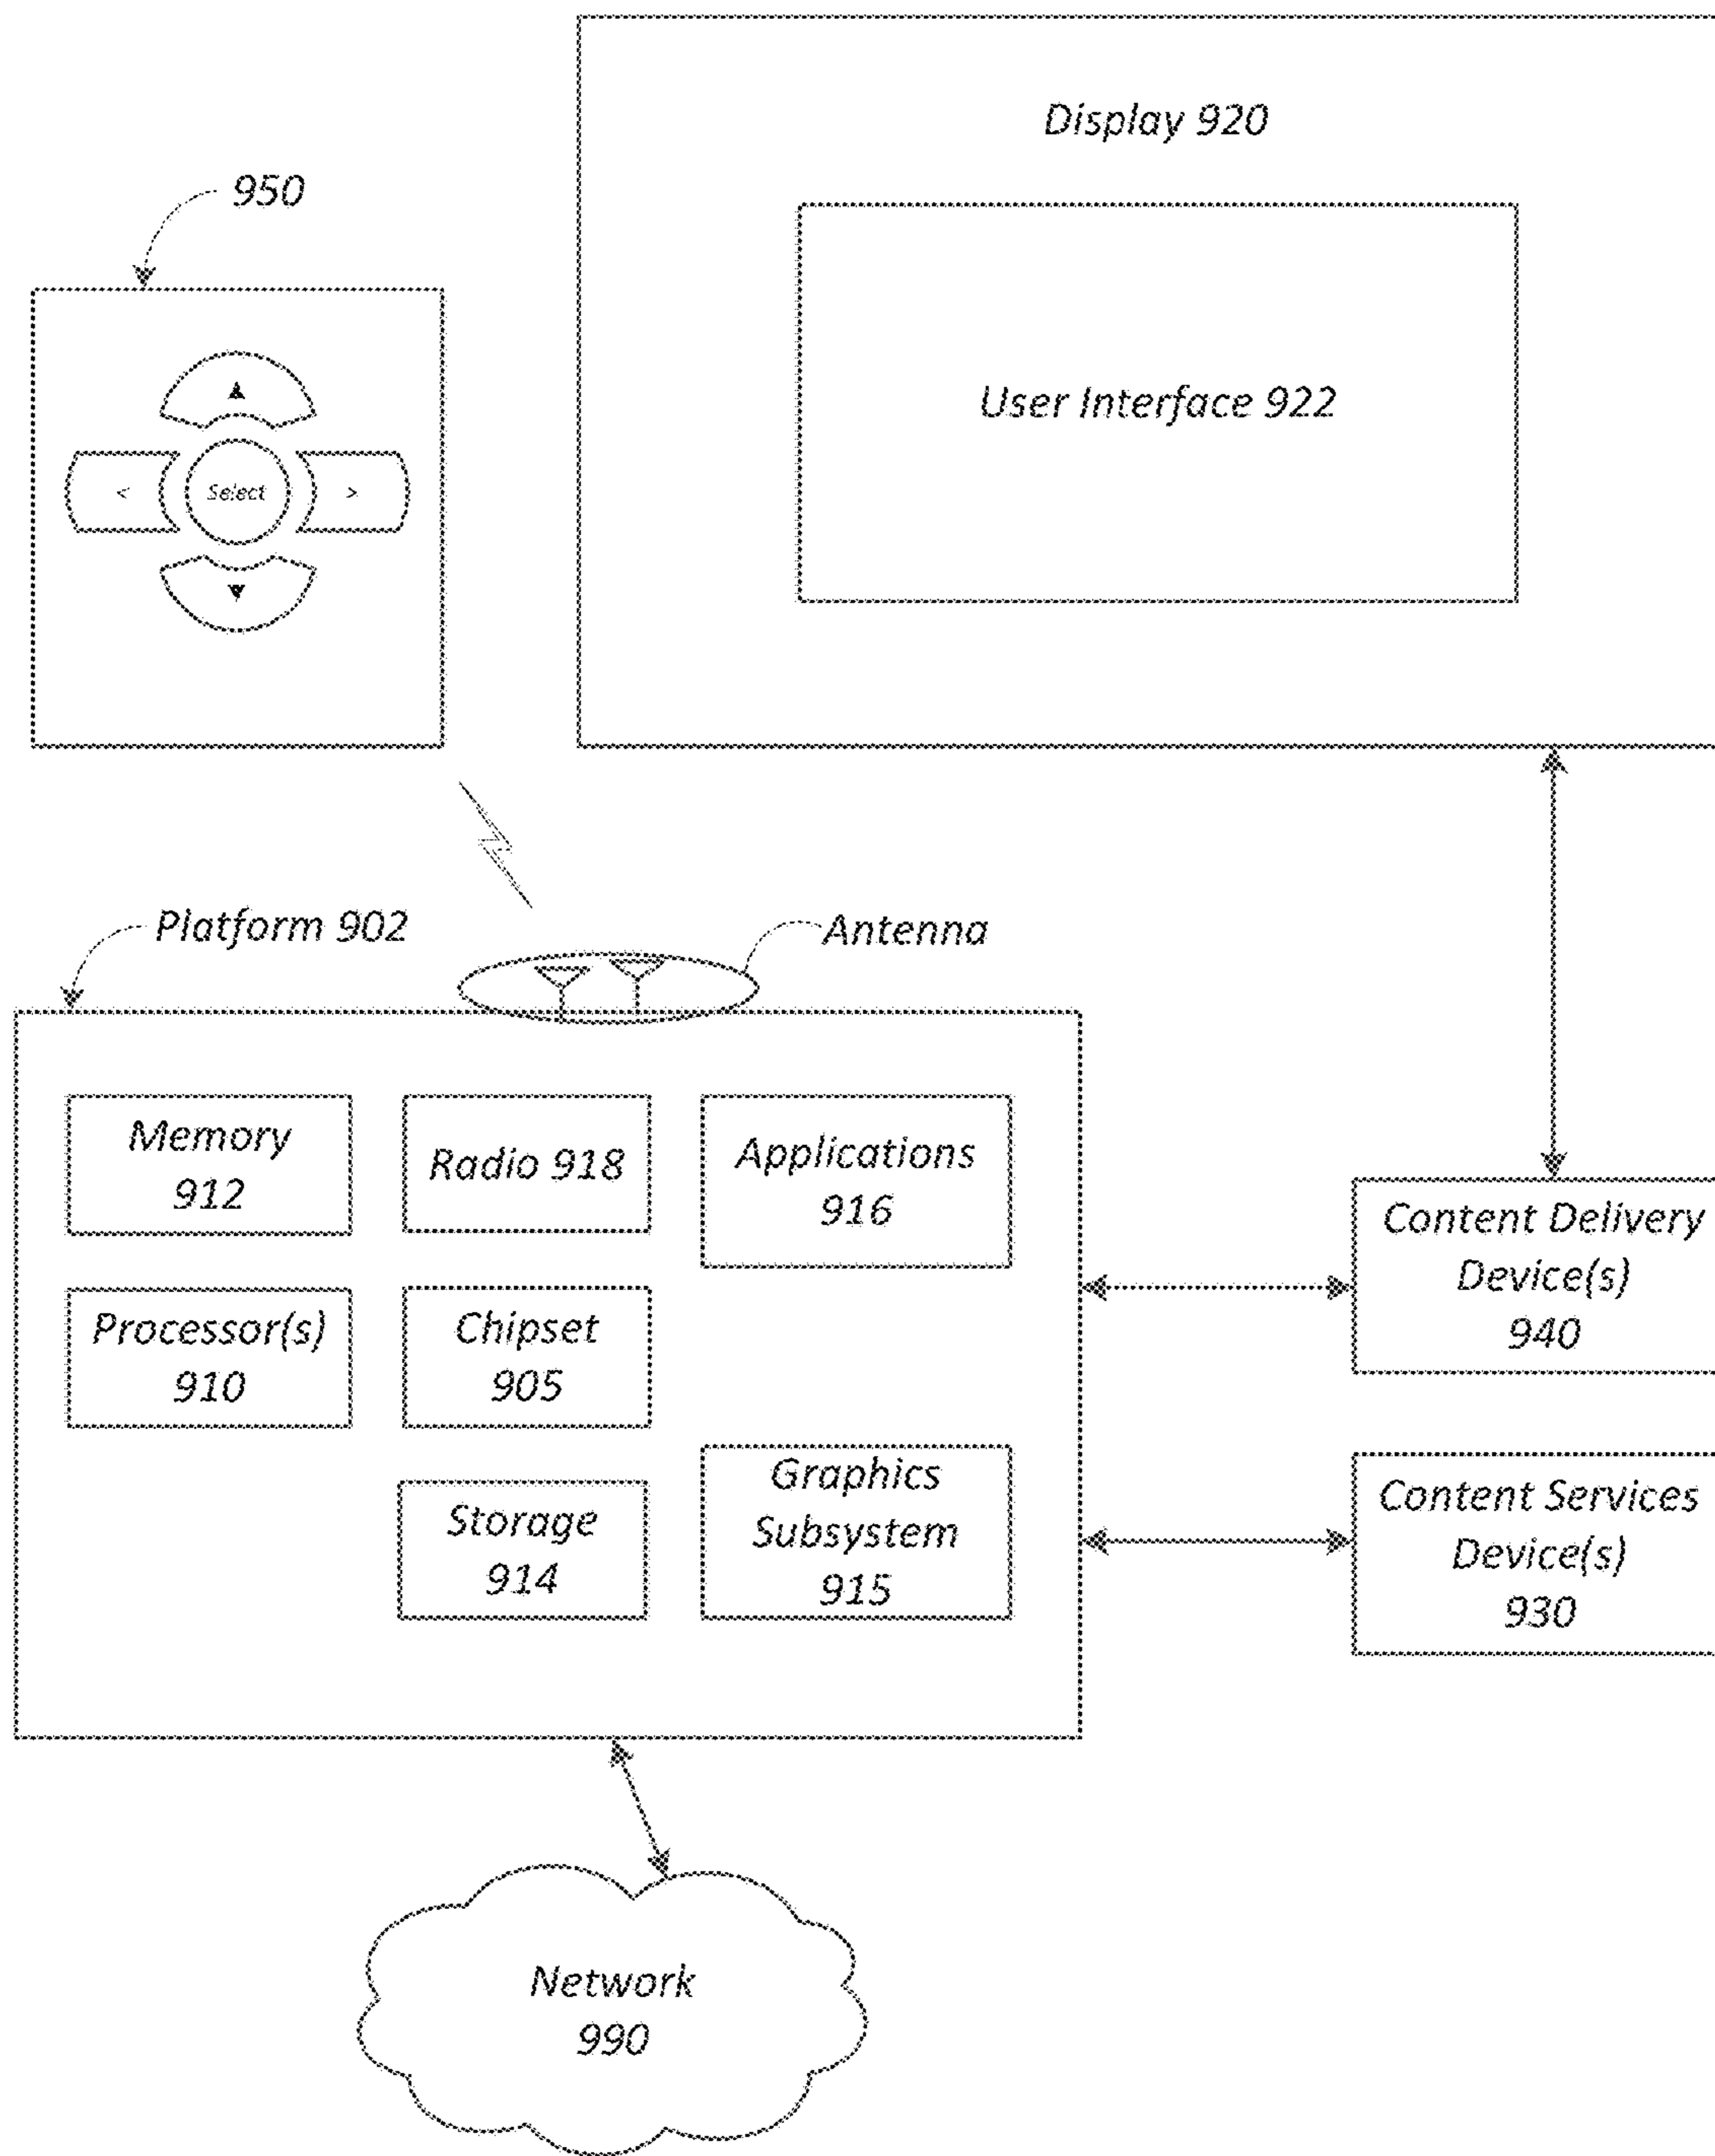 Display 920
950
User Interface 922
<
Select
>
Platform 902
Antenna
Memory
912
Radio 918
Applications
916
Processor(s)
910
Chipset
905
Storage
914
Graphics
Subsystem
915
Content Delivery
Device(s)
940
Content Services
Device(s)
930
Network
990